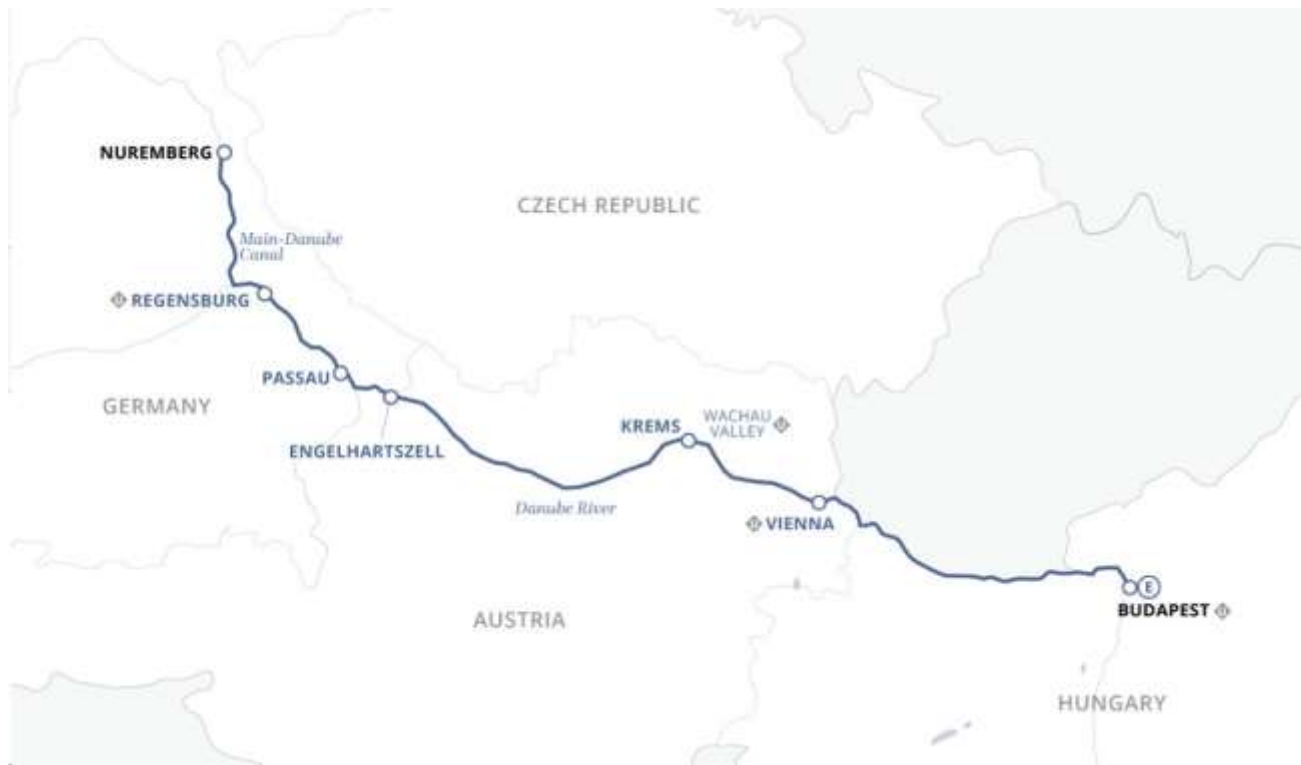 NUREMBERG
CZECH REPUBLIC
Main-Danube
Canal
REGENSBURG
PASSAU
GERMANY
ENGELHARTSZELL
KREMS
WACHAU
VALLEY
Danube River
VIENNA
E
BUDAPEST
AUSTRIA
HUNGARY